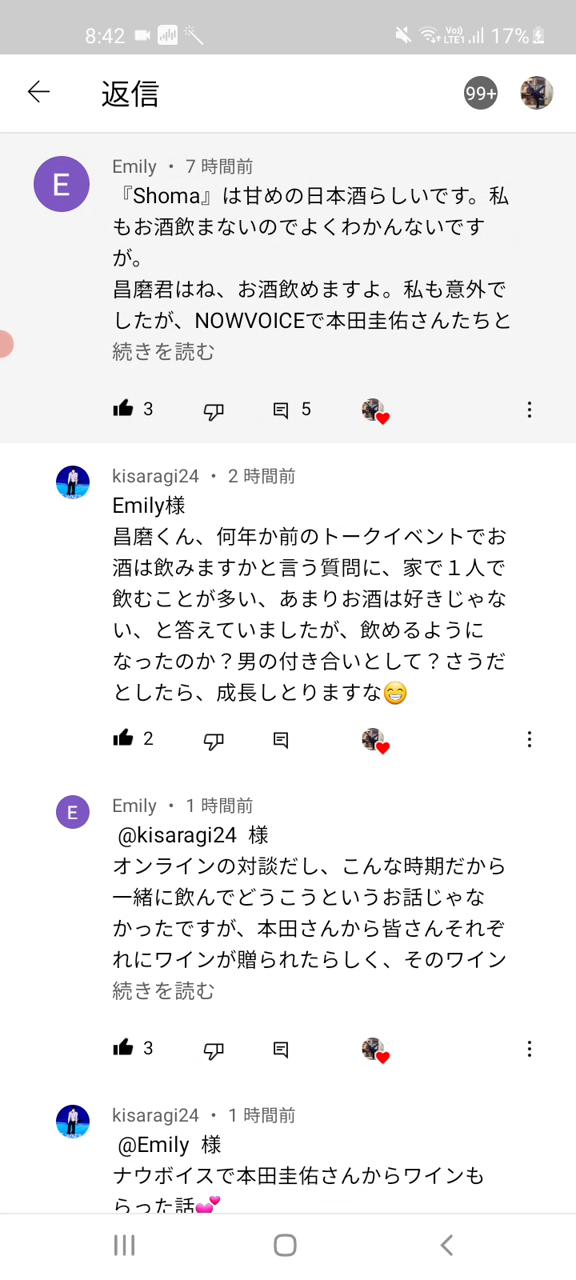 8:42
Vo))
LTE1
17%
返信
99+
E
Emily ・ 7 時間前
『Shoma』は甘めの日本酒らしいです。私
もお酒飲まないのでよくわかんないです
が。
昌磨君はね、お酒飲めますよ。私も意外で
したが、NOWVOICEで本田圭佑さんたちと
続きを読む
3
5
kisaragi24 ・ 2 時間前
Emily様
昌磨くん、何年か前のトークイベントでお
酒は飲みますかと言う質問に、家で１人で
飲むことが多い、あまりお酒は好きじゃな
い、と答えていましたが、飲めるように
なったのか？男の付き合いとして？さうだ
としたら、成長しとりますな😁
2
E
Emily ・ 1 時間前
@kisaragi24 様
オンラインの対談だし、こんな時期だから
一緒に飲んでどうこうというお話じゃな
かったですが、本田さんから皆さんそれぞ
れにワインが贈られたらしく、そのワイン
続きを読む
3
kisaragi24 ・ 1 時間前
@Emily 様
ナウボイスで本田圭佑さんからワインも
らった話💕